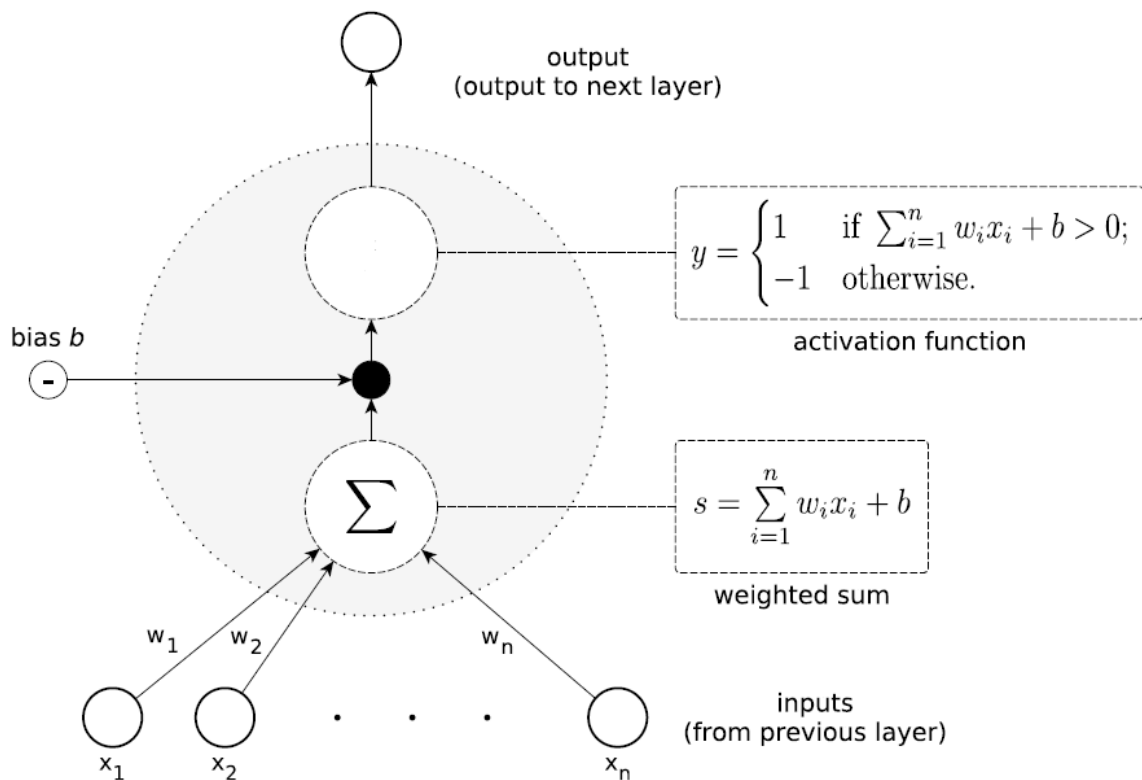 output
(output to next layer)
y = { 1 if ∑_{i=1}^{n} w_i x_i + b > 0;
−1 otherwise.
activation function
bias b
-
∑
s = ∑_{i=1}^{n} w_i x_i + b
weighted sum
w_1 w_2 w_n
inputs
(from previous layer)
x_1 x_2 . . . x_n